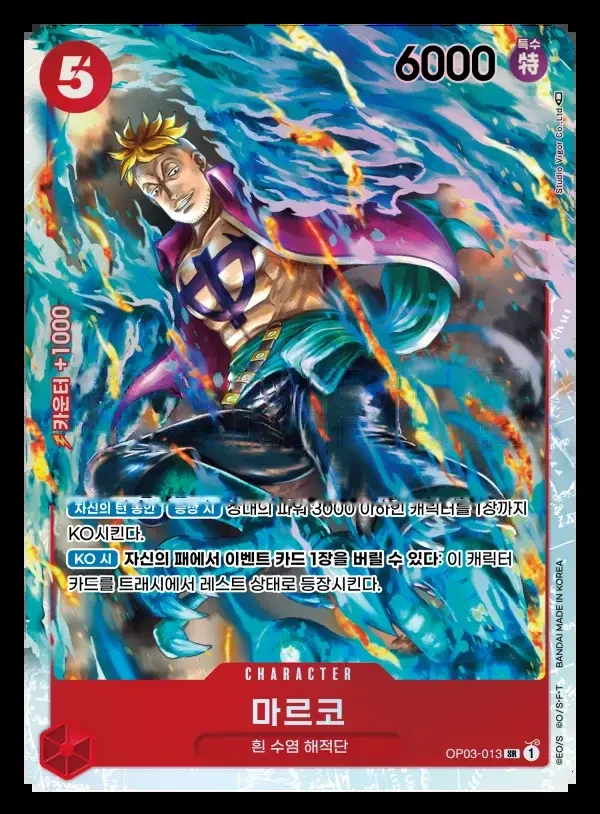 5
6000
특수
特
Studio Vigor Co., Ltd
카운터 +1000
자신의 턴 동안 등장 시 상대의 파워 3000 이하인 캐릭터를 1장까지
KO시킨다.
KO 시 자신의 패에서 이벤트 카드 1장을 버릴 수 있다: 이 캐릭터
카드를 트래시에서 레스트 상태로 등장시킨다.
CHARACTER
마르코
흰 수염 해적단
OP03-013 SR 1
©EO/S ©O/S·F·T BANDAI MADE IN KOREA